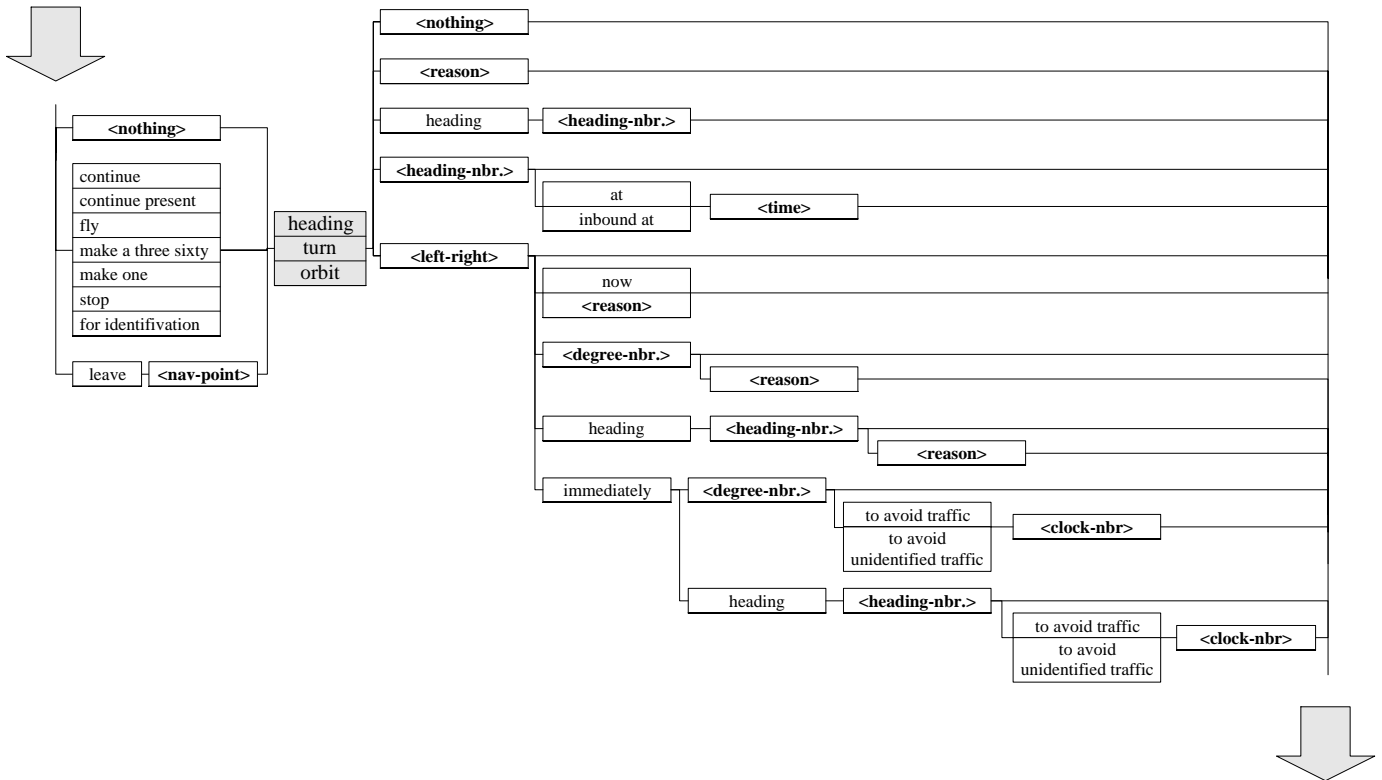 <nothing>
<reason>
heading <heading-nbr.>
<nothing>
<heading-nbr.>
continue
continue present
fly
make a three sixty
make one
stop
for identifivation
leave <nav-point>
heading
turn
orbit
at
inbound at
<time>
<left-right>
now
<reason>
<degree-nbr.>
<reason>
heading <heading-nbr.>
<reason>
immediately <degree-nbr.>
to avoid traffic
to avoid
unidentified traffic
<clock-nbr>
heading <heading-nbr.>
to avoid traffic
to avoid
unidentified traffic
<clock-nbr>